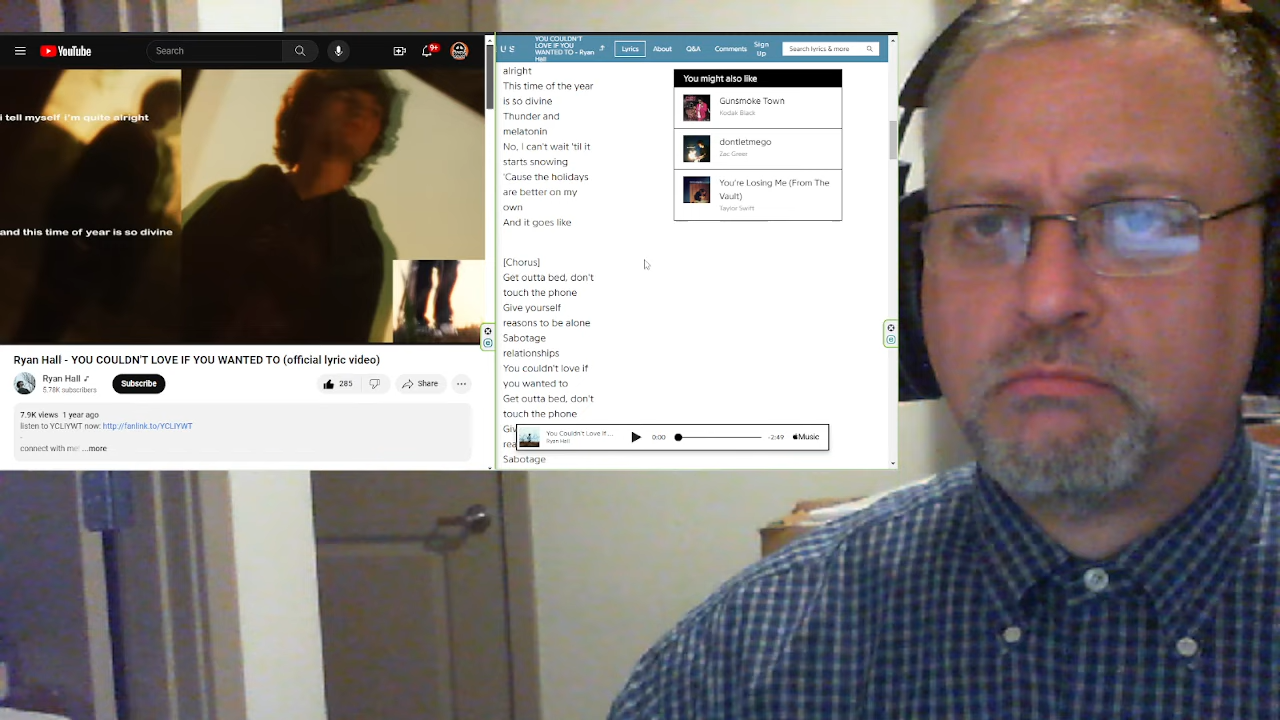 YouTube
Search
9+
i tell myself i'm quite alright
and this time of year is so divine
Ryan Hall - YOU COULDN'T LOVE IF YOU WANTED TO (official lyric video)
Ryan Hall ♪
5.78K subscribers
Subscribe
285
Share
7.9K views 1 year ago
listen to YCLIYWT now: http://fanlink.to/YCLIYWT
-
connect with me! ...more
U S
YOU COULDN'T
LOVE IF YOU
WANTED TO - Ryan
Hall
Lyrics
About
Q&A
Comments
Sign
Up
Search lyrics & more
alright
This time of the year
is so divine
Thunder and
melatonin
No, I can't wait 'til it
starts snowing
'Cause the holidays
are better on my
own
And it goes like
[Chorus]
Get outta bed, don't
touch the phone
Give yourself
reasons to be alone
Sabotage
relationships
You couldn't love if
you wanted to
Get outta bed, don't
touch the phone
Sabotage
You might also like
Gunsmoke Town
Kodak Black
dontletmego
Zac Greer
You're Losing Me (From The
Vault)
Taylor Swift
You Couldn't Love If ...
Ryan Hall
0:00
-2:49
Music